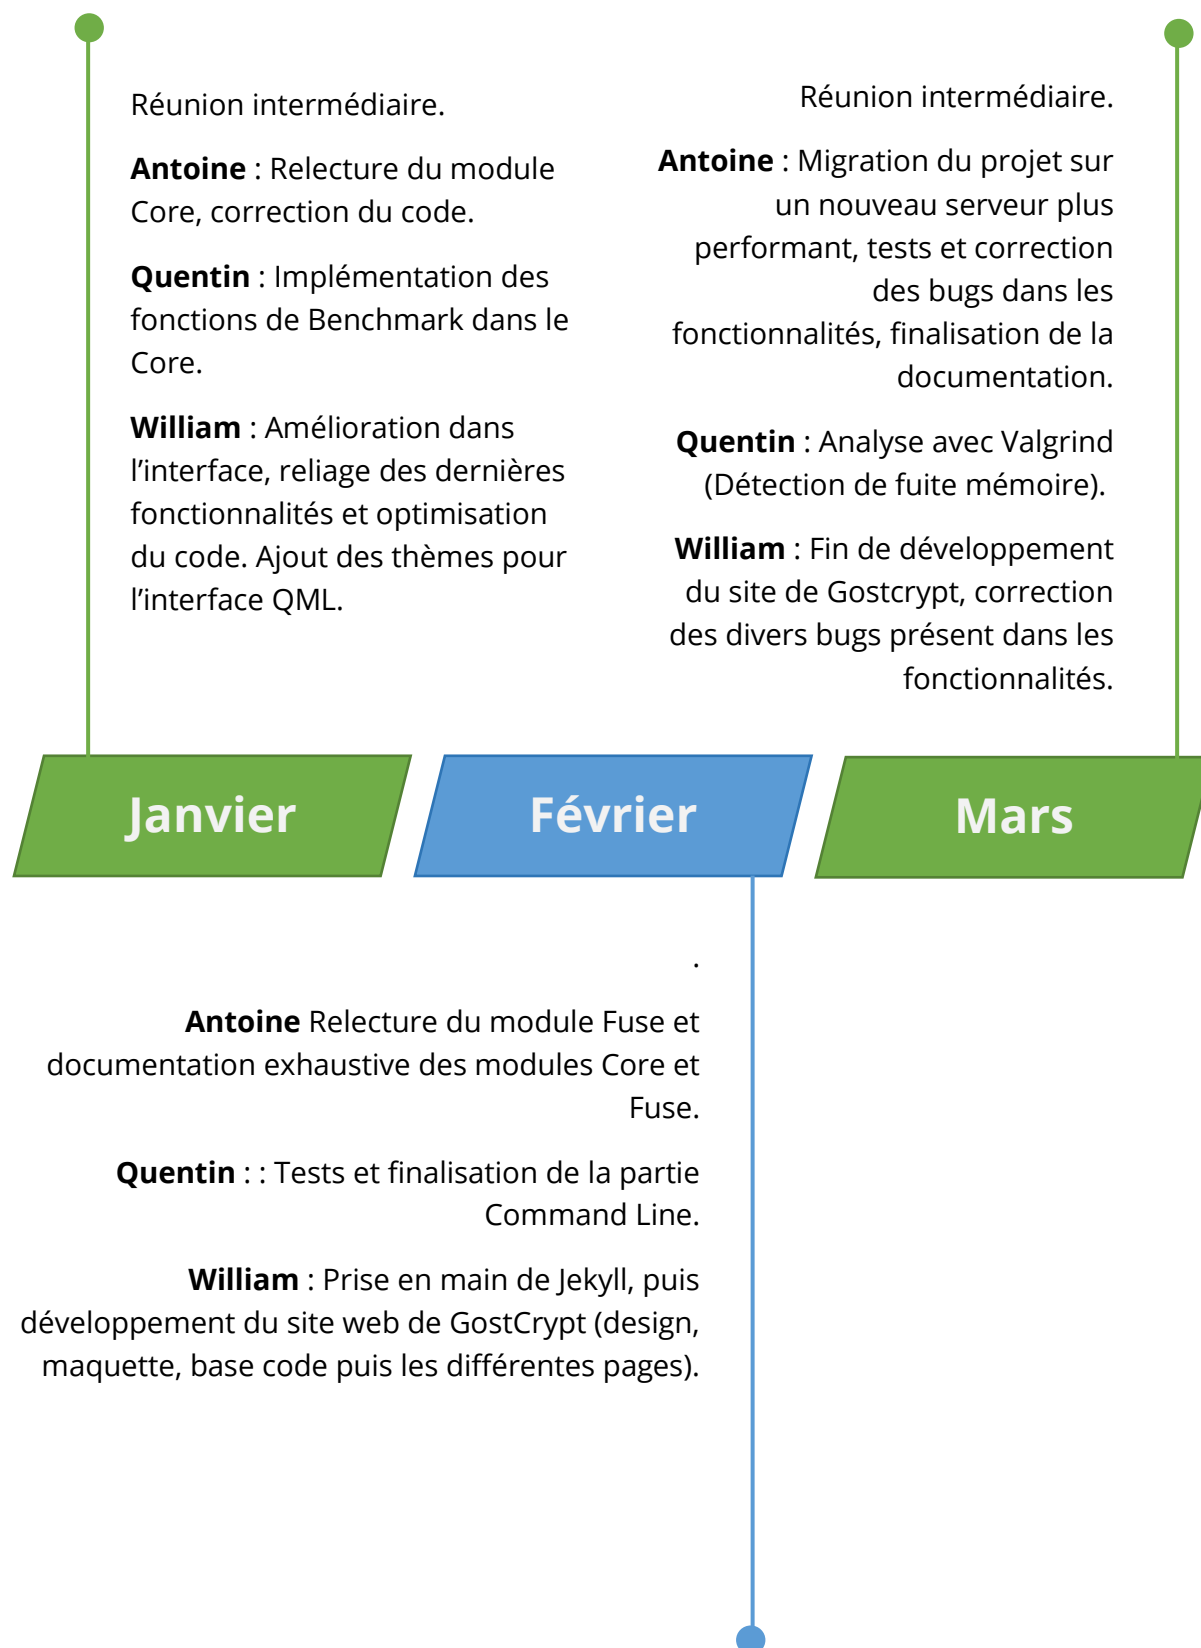 Réunion intermédiaire.
Antoine : Relecture du module
Core, correction du code.
Quentin : Implémentation des
fonctions de Benchmark dans le
Core.
William : Amélioration dans
l’interface, reliage des dernières
fonctionnalités et optimisation
du code. Ajout des thèmes pour
l’interface QML.
Réunion intermédiaire.
Antoine : Migration du projet sur
un nouveau serveur plus
performant, tests et correction
des bugs dans les
fonctionnalités, finalisation de la
documentation.
Quentin : Analyse avec Valgrind
(Détection de fuite mémoire).
William : Fin de développement
du site de Gostcrypt, correction
des divers bugs présent dans les
fonctionnalités.
Janvier
Février
Mars
.
Antoine Relecture du module Fuse et
documentation exhaustive des modules Core et
Fuse.
Quentin : : Tests et finalisation de la partie
Command Line.
William : Prise en main de Jekyll, puis
développement du site web de GostCrypt (design,
maquette, base code puis les différentes pages).